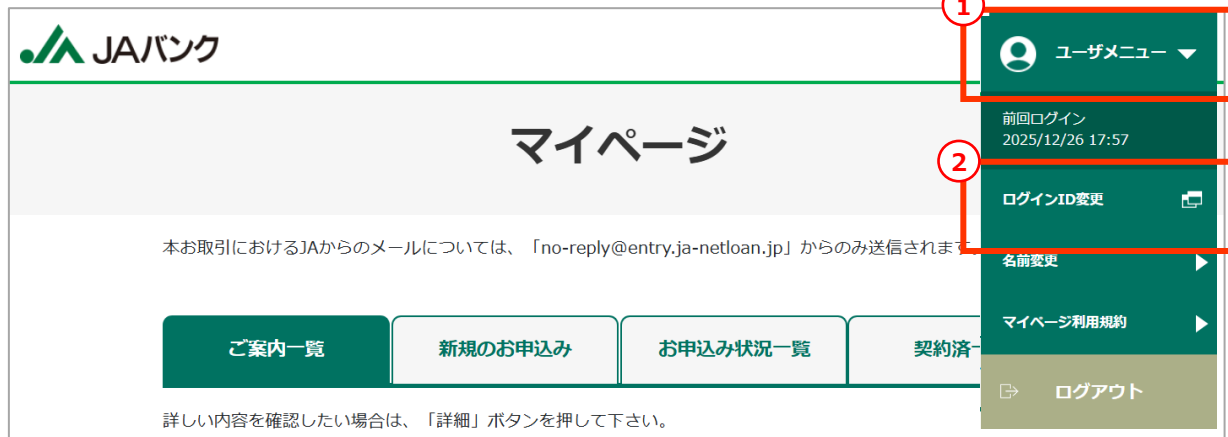 JAバンク
1
ユーザメニュー
前回ログイン
2025/12/26 17:57
マイページ
2
ログインID変更
本お取引におけるJAからのメールについては、「no-reply@entry.ja-netloan.jp」からのみ送信されます。
名前変更
マイページ利用規約
ご案内一覧
新規のお申込み
お申込み状況一覧
契約済一
ログアウト
詳しい内容を確認したい場合は、「詳細」ボタンを押して下さい。